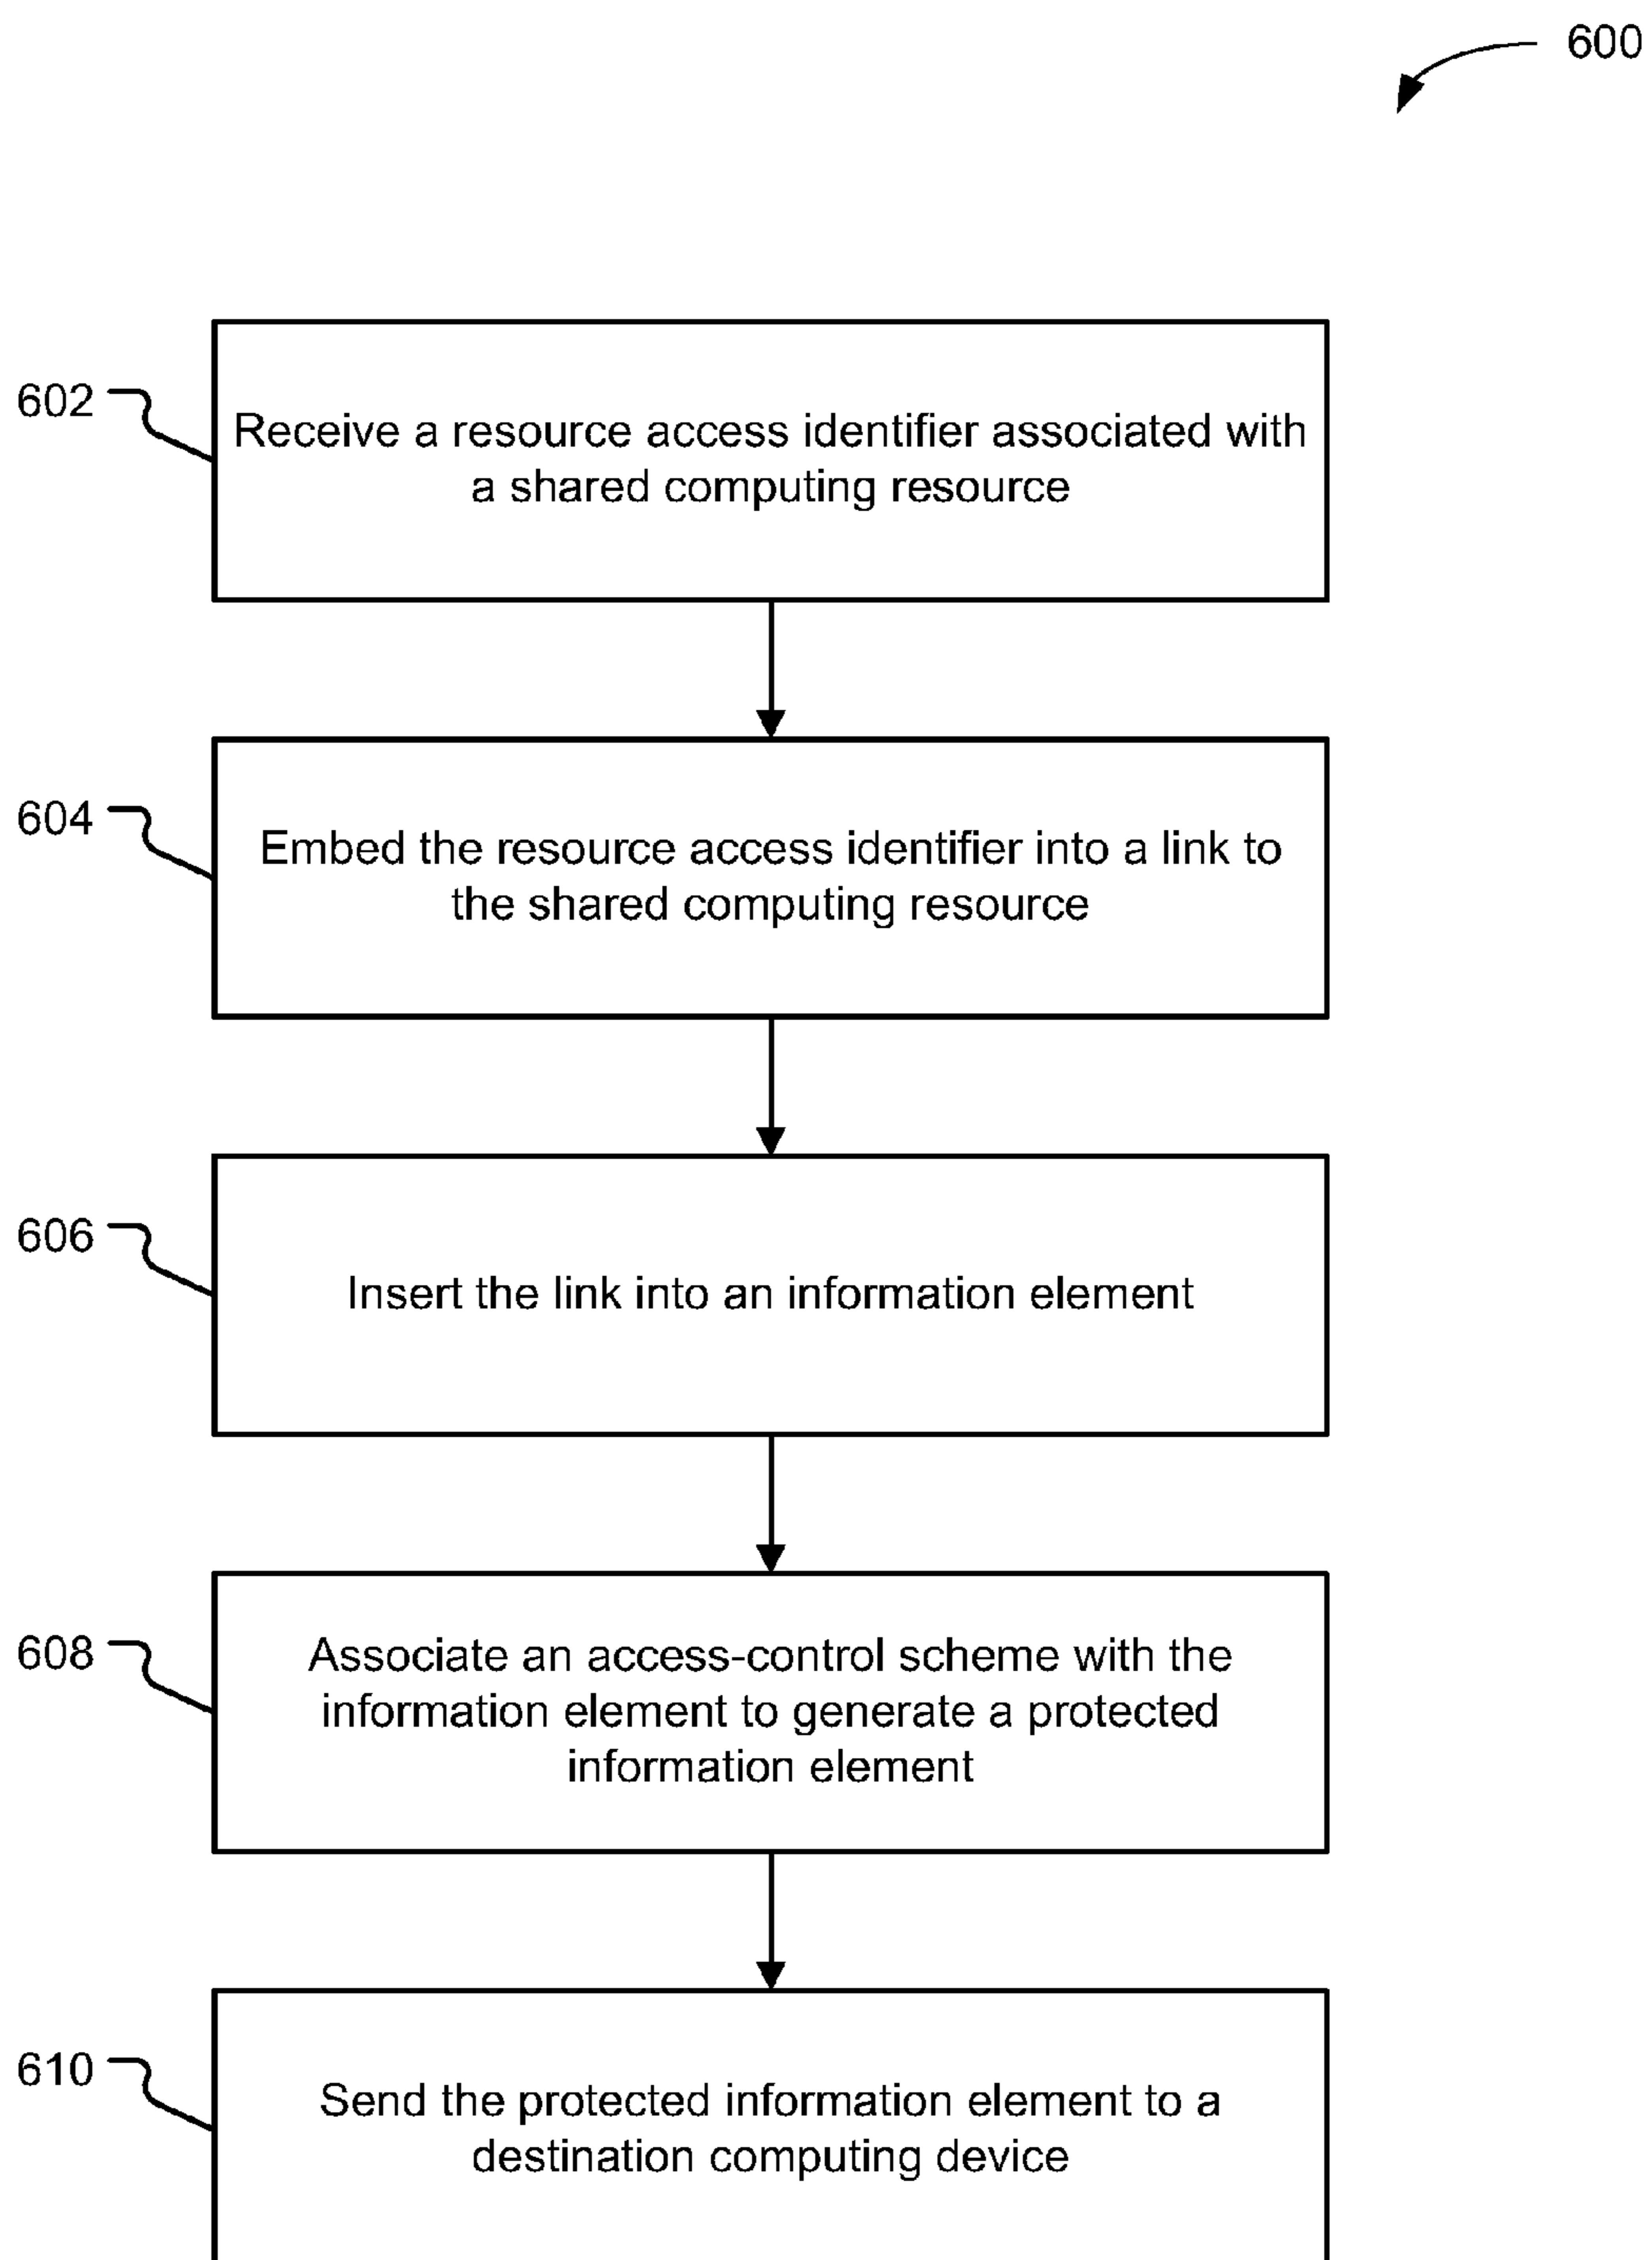 600
602
Receive a resource access identifier associated with
a shared computing resource
604
Embed the resource access identifier into a link to
the shared computing resource
606
Insert the link into an information element
608
Associate an access-control scheme with the
information element to generate a protected
information element
610
Send the protected information element to a
destination computing device